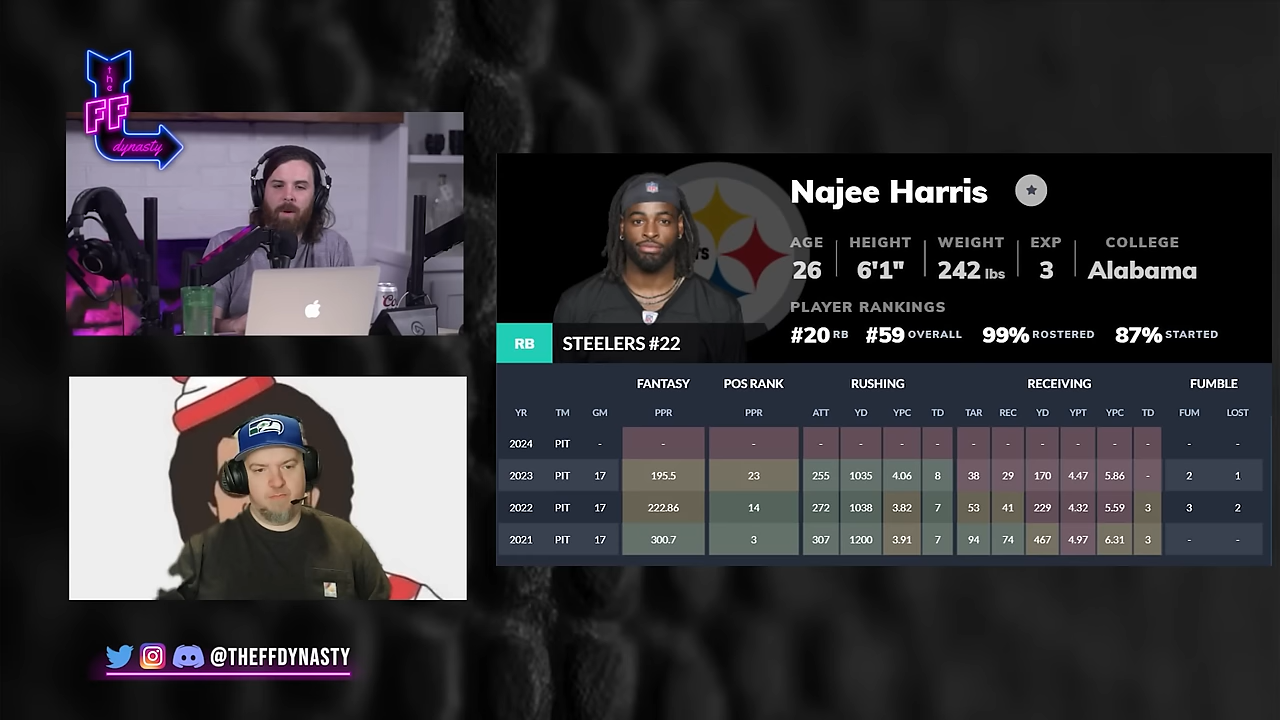 the
FF
dynasty
Najee Harris
AGE HEIGHT WEIGHT EXP COLLEGE
26 6'1" 242 lbs 3 Alabama
PLAYER RANKINGS
#20 RB #59 OVERALL 99% ROSTERED 87% STARTED
RB STEELERS #22
FANTASY POS RANK RUSHING RECEIVING FUMBLE
YR TM GM PPR PPR ATT YD YPC TD TAR REC YD YPT YPC TD FUM LOST
2024 PIT - - - - - - - - - - - - - - -
2023 PIT 17 195.5 23 255 1035 4.06 8 38 29 170 4.47 5.86 - 2 1
2022 PIT 17 222.86 14 272 1038 3.82 7 53 41 229 4.32 5.59 3 3 2
2021 PIT 17 300.7 3 307 1200 3.91 7 94 74 467 4.97 6.31 3 - -
@THEFFDYNASTY